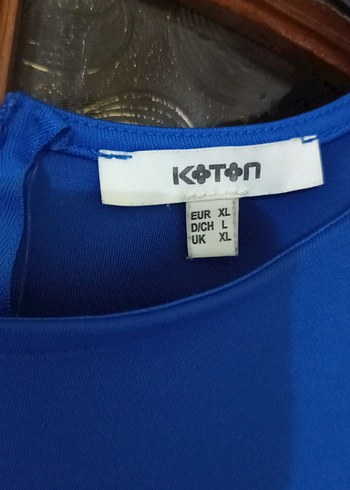 KOTON
EUR XL
D/CH L
UK XL